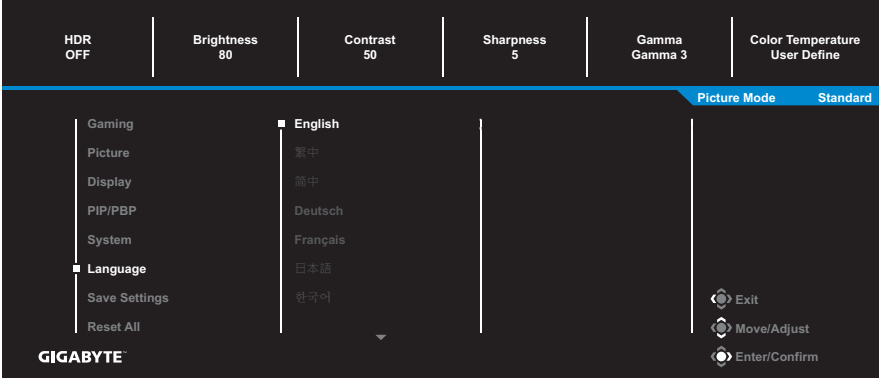 HDR
OFF
Brightness
80
Contrast
50
Sharpness
5
Gamma
Gamma 3
Color Temperature
User Define
Picture Mode Standard
Gaming
Picture
Display
PIP/PBP
System
Language
Save Settings
Reset All
English
繁中
简中
Deutsch
Français
日本語
한국어
Exit
Move/Adjust
Enter/Confirm
GIGABYTE™